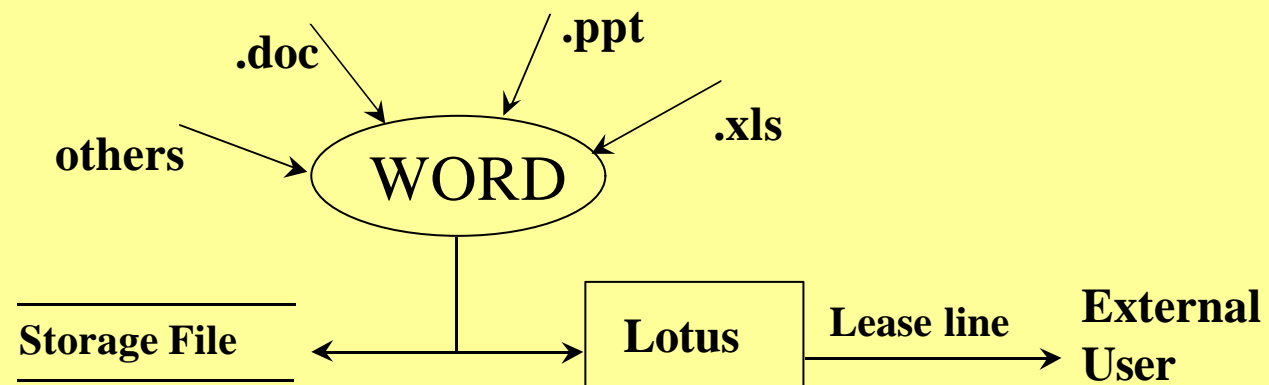 .doc
.ppt
.xls
others
WORD
Storage File
Lotus
Lease line
External
User